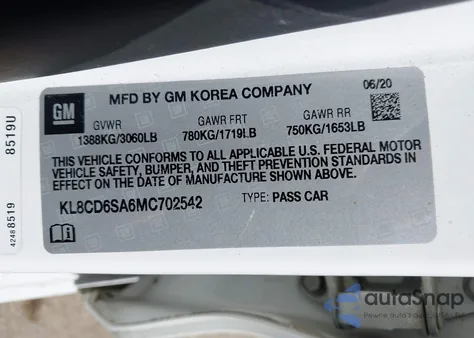 GM
MFD BY GM KOREA COMPANY
06/20
GVWR GAWR FRT GAWR RR
1388KG/3060LB 780KG/1719LB 750KG/1653LB
THIS VEHICLE CONFORMS TO ALL APPLICABLE U.S. FEDERAL MOTOR
VEHICLE SAFETY, BUMPER, AND THEFT PREVENTION STANDARDS IN
EFFECT ON THE DATE OF MANUFACTURE SHOWN ABOVE.
KL8CD6SA6MC702542 TYPE: PASS CAR
42488519 8519U
autoSnap